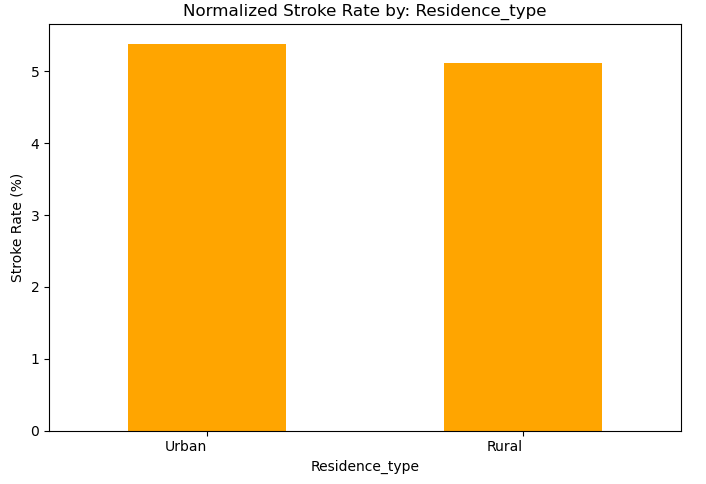 Normalized Stroke Rate by: Residence_type
Stroke Rate (%)
5
4
3
2
1
0
Urban
Rural
Residence_type